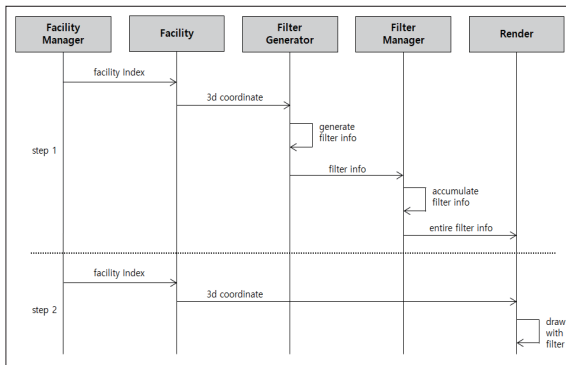 Facility
Manager
Facility
Filter
Generator
Filter
Manager
Render
facility Index
3d coordinate
generate
filter info
step 1
filter info
accumulate
filter info
entire filter info
facility Index
3d coordinate
step 2
draw
with
filter